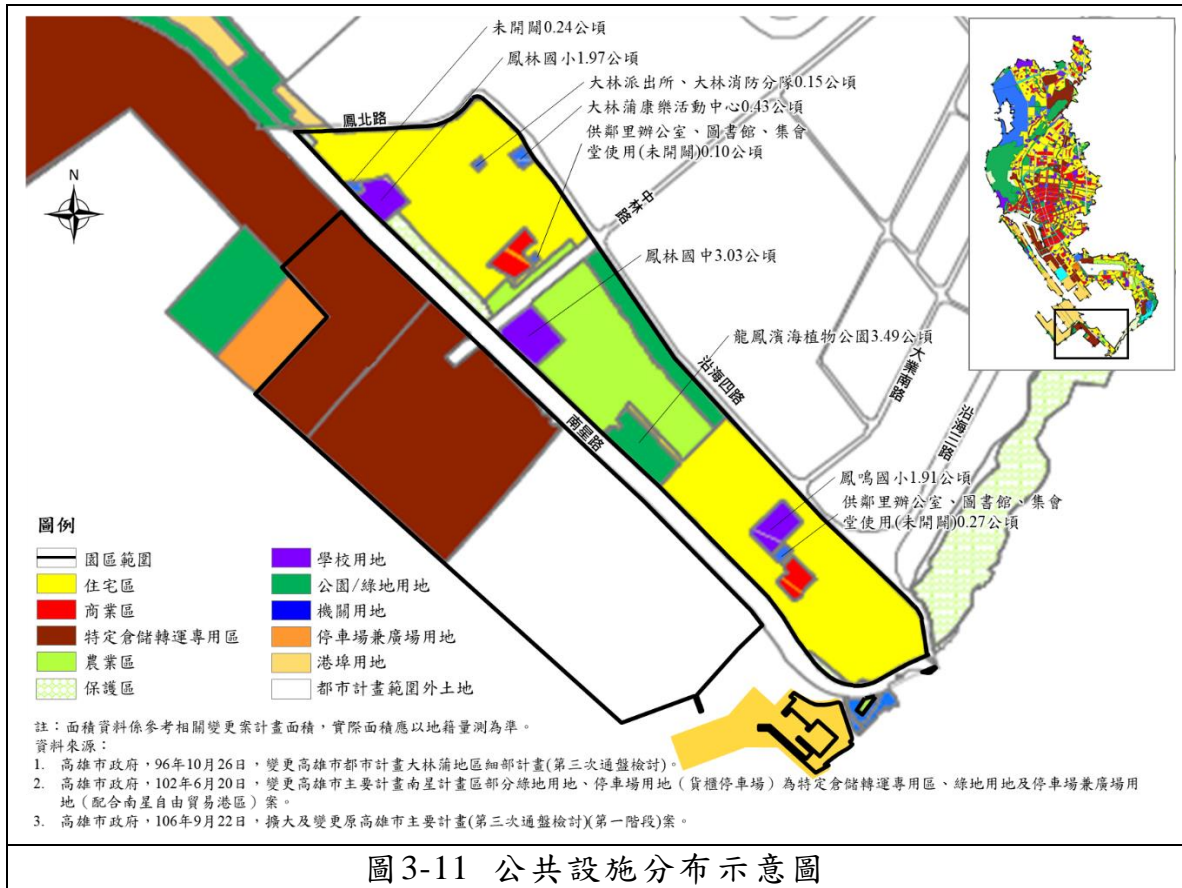 未開闢0.24公頃
鳳林國小1.97公頃
大林派出所、大林消防分隊0.15公頃
大林蒲康樂活動中心0.43公頃
供鄰里辦公室、圖書館、集會
堂使用(未開闢)0.10公頃
鳳北路
中林路
N
鳳林國中3.03公頃
龍鳳濱海植物公園3.49公頃
沿海四路
大業南路
沿海三路
南星路
鳳鳴國小1.91公頃
供鄰里辦公室、圖書館、集會
堂使用(未開闢)0.27公頃
圖例
園區範圍
住宅區
商業區
特定倉儲轉運專用區
農業區
保護區
學校用地
公園/綠地用地
機關用地
停車場兼廣場用地
港埠用地
都市計畫範圍外土地
註：面積資料係參考相關變更案計畫面積，實際面積應以地籍量測為準。
資料來源：
1. 高雄市政府，96年10月26日，變更高雄市都市計畫大林蒲地區細部計畫(第三次通盤檢討)。
2. 高雄市政府，102年6月20日，變更高雄市主要計畫南星計畫區部分綠地用地、停車場用地（貨櫃停車場）為特定倉儲轉運專用區、綠地用地及停車場兼廣場用
地（配合南星自由貿易港區）案。
3. 高雄市政府，106年9月22日，擴大及變更原高雄市主要計畫(第三次通盤檢討)(第一階段)案。
圖3-11 公共設施分布示意圖